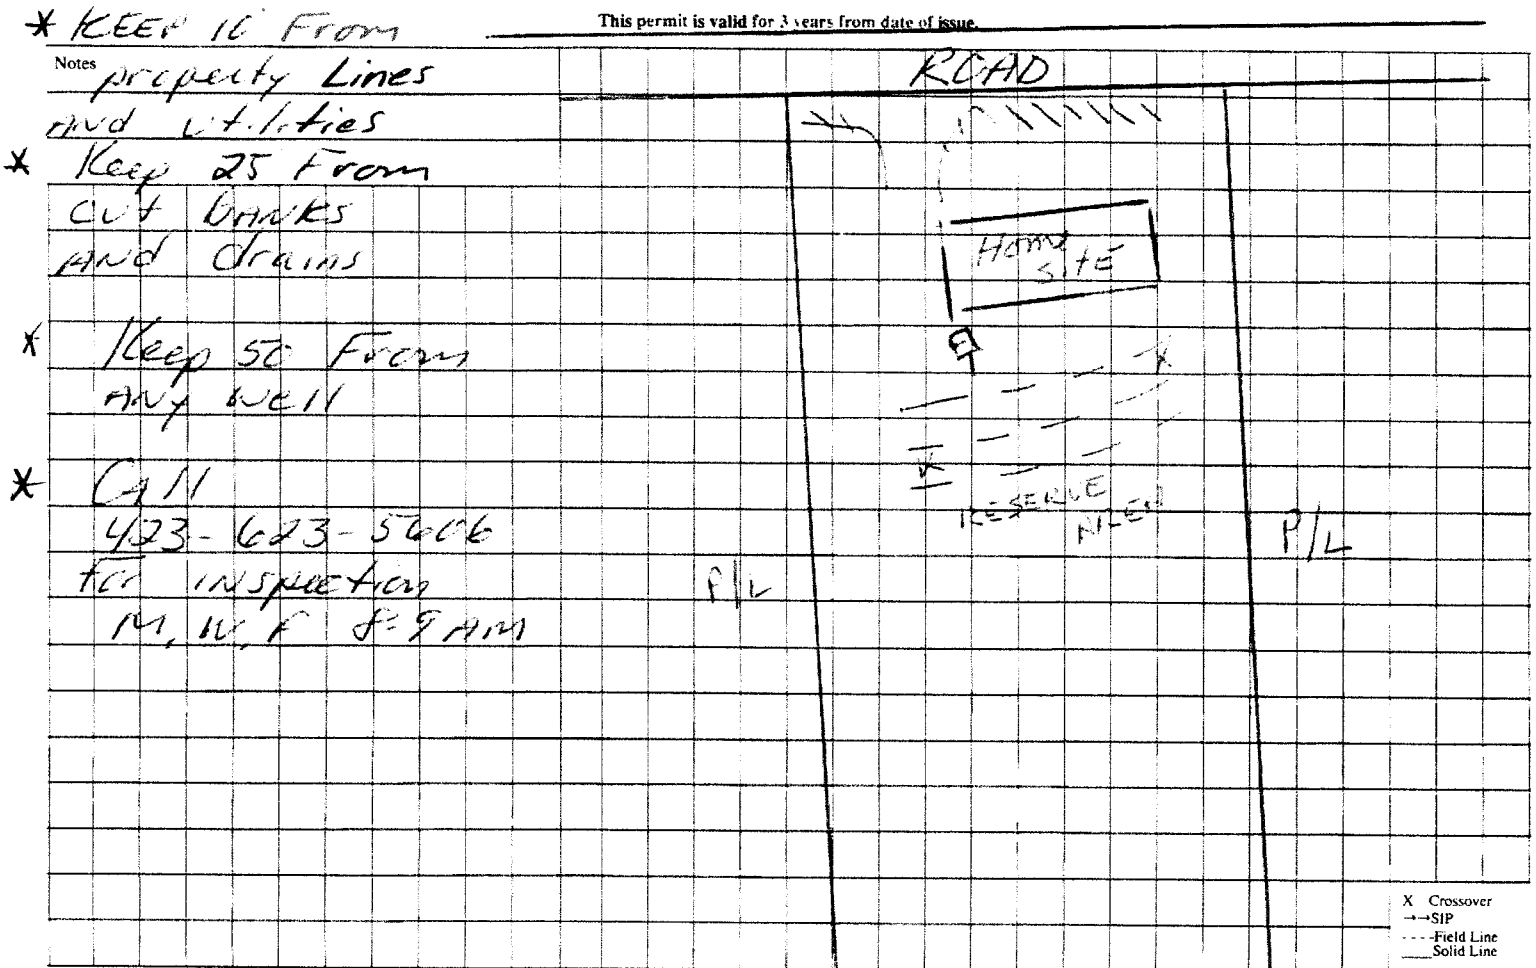 * KEEP 10 From
This permit is valid for 3 years from date of issue.
Notes
property Lines
AND utilities
* Keep 25 From
cut BANKS
AND drains
* Keep 50 From
ANY Well
* CAll
423-623-5606
For inspection
M, W, F 8-9 AM
ROAD
Home
SITE
RESERVE
AREA
P/L
P/L
X Crossover
→→SIP
----Field Line
____Solid Line